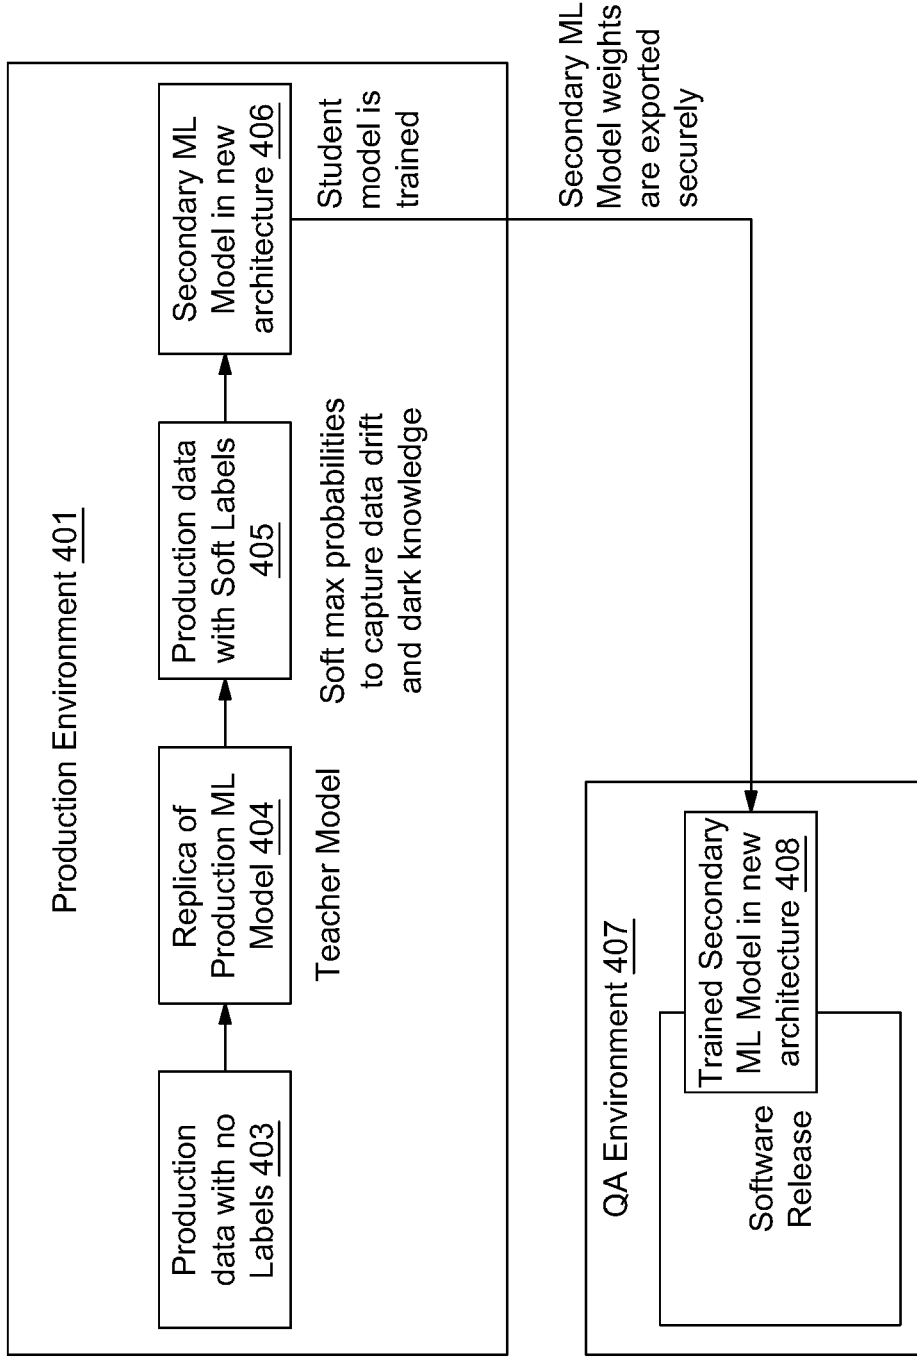 Production Environment 401
Production
data with no
Labels 403
Replica of
Production ML
Model 404
Teacher Model
Production data
with Soft Labels
405
Soft max probabilities
to capture data drift
and dark knowledge
Secondary ML
Model in new
architecture 406
Student
model is
trained
Secondary ML
Model weights
are exported
securely
QA Environment 407
Trained Secondary
ML Model in new
architecture 408
Software
Release